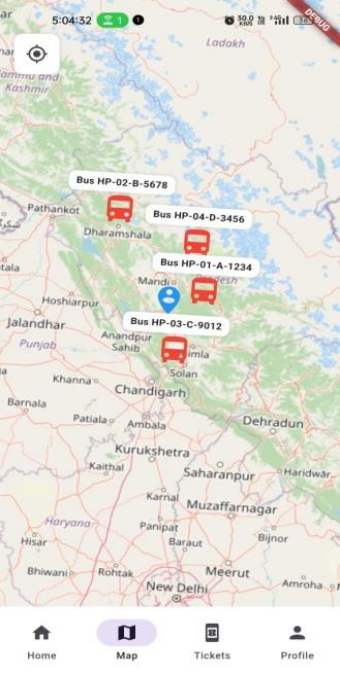 5:04:32
1
DEBUG
Ladakh
Jammu and
Kashmir
Bus HP-02-B-5678
Pathankot
Bus HP-04-D-3456
Dharamshala
Bus HP-01-A-1234
Mandi
desh
Hoshiarpur
Bus HP-03-C-9012
Jalandhar
Anandpur
Sahib
imla
Punjab
Solan
Khanna
Chandigarh
Barnala
Patiala
Ambala
Dehradun
Kurukshetra
Kaithal
Saharanpur
Haridwar
Karnal
Muzaffarnagar
Haryana
Panipat
Hisar
Baraut
Bijnor
Bhiwani
Rohtak
Meerut
Amroha
New Delhi
Home
Map
Tickets
Profile